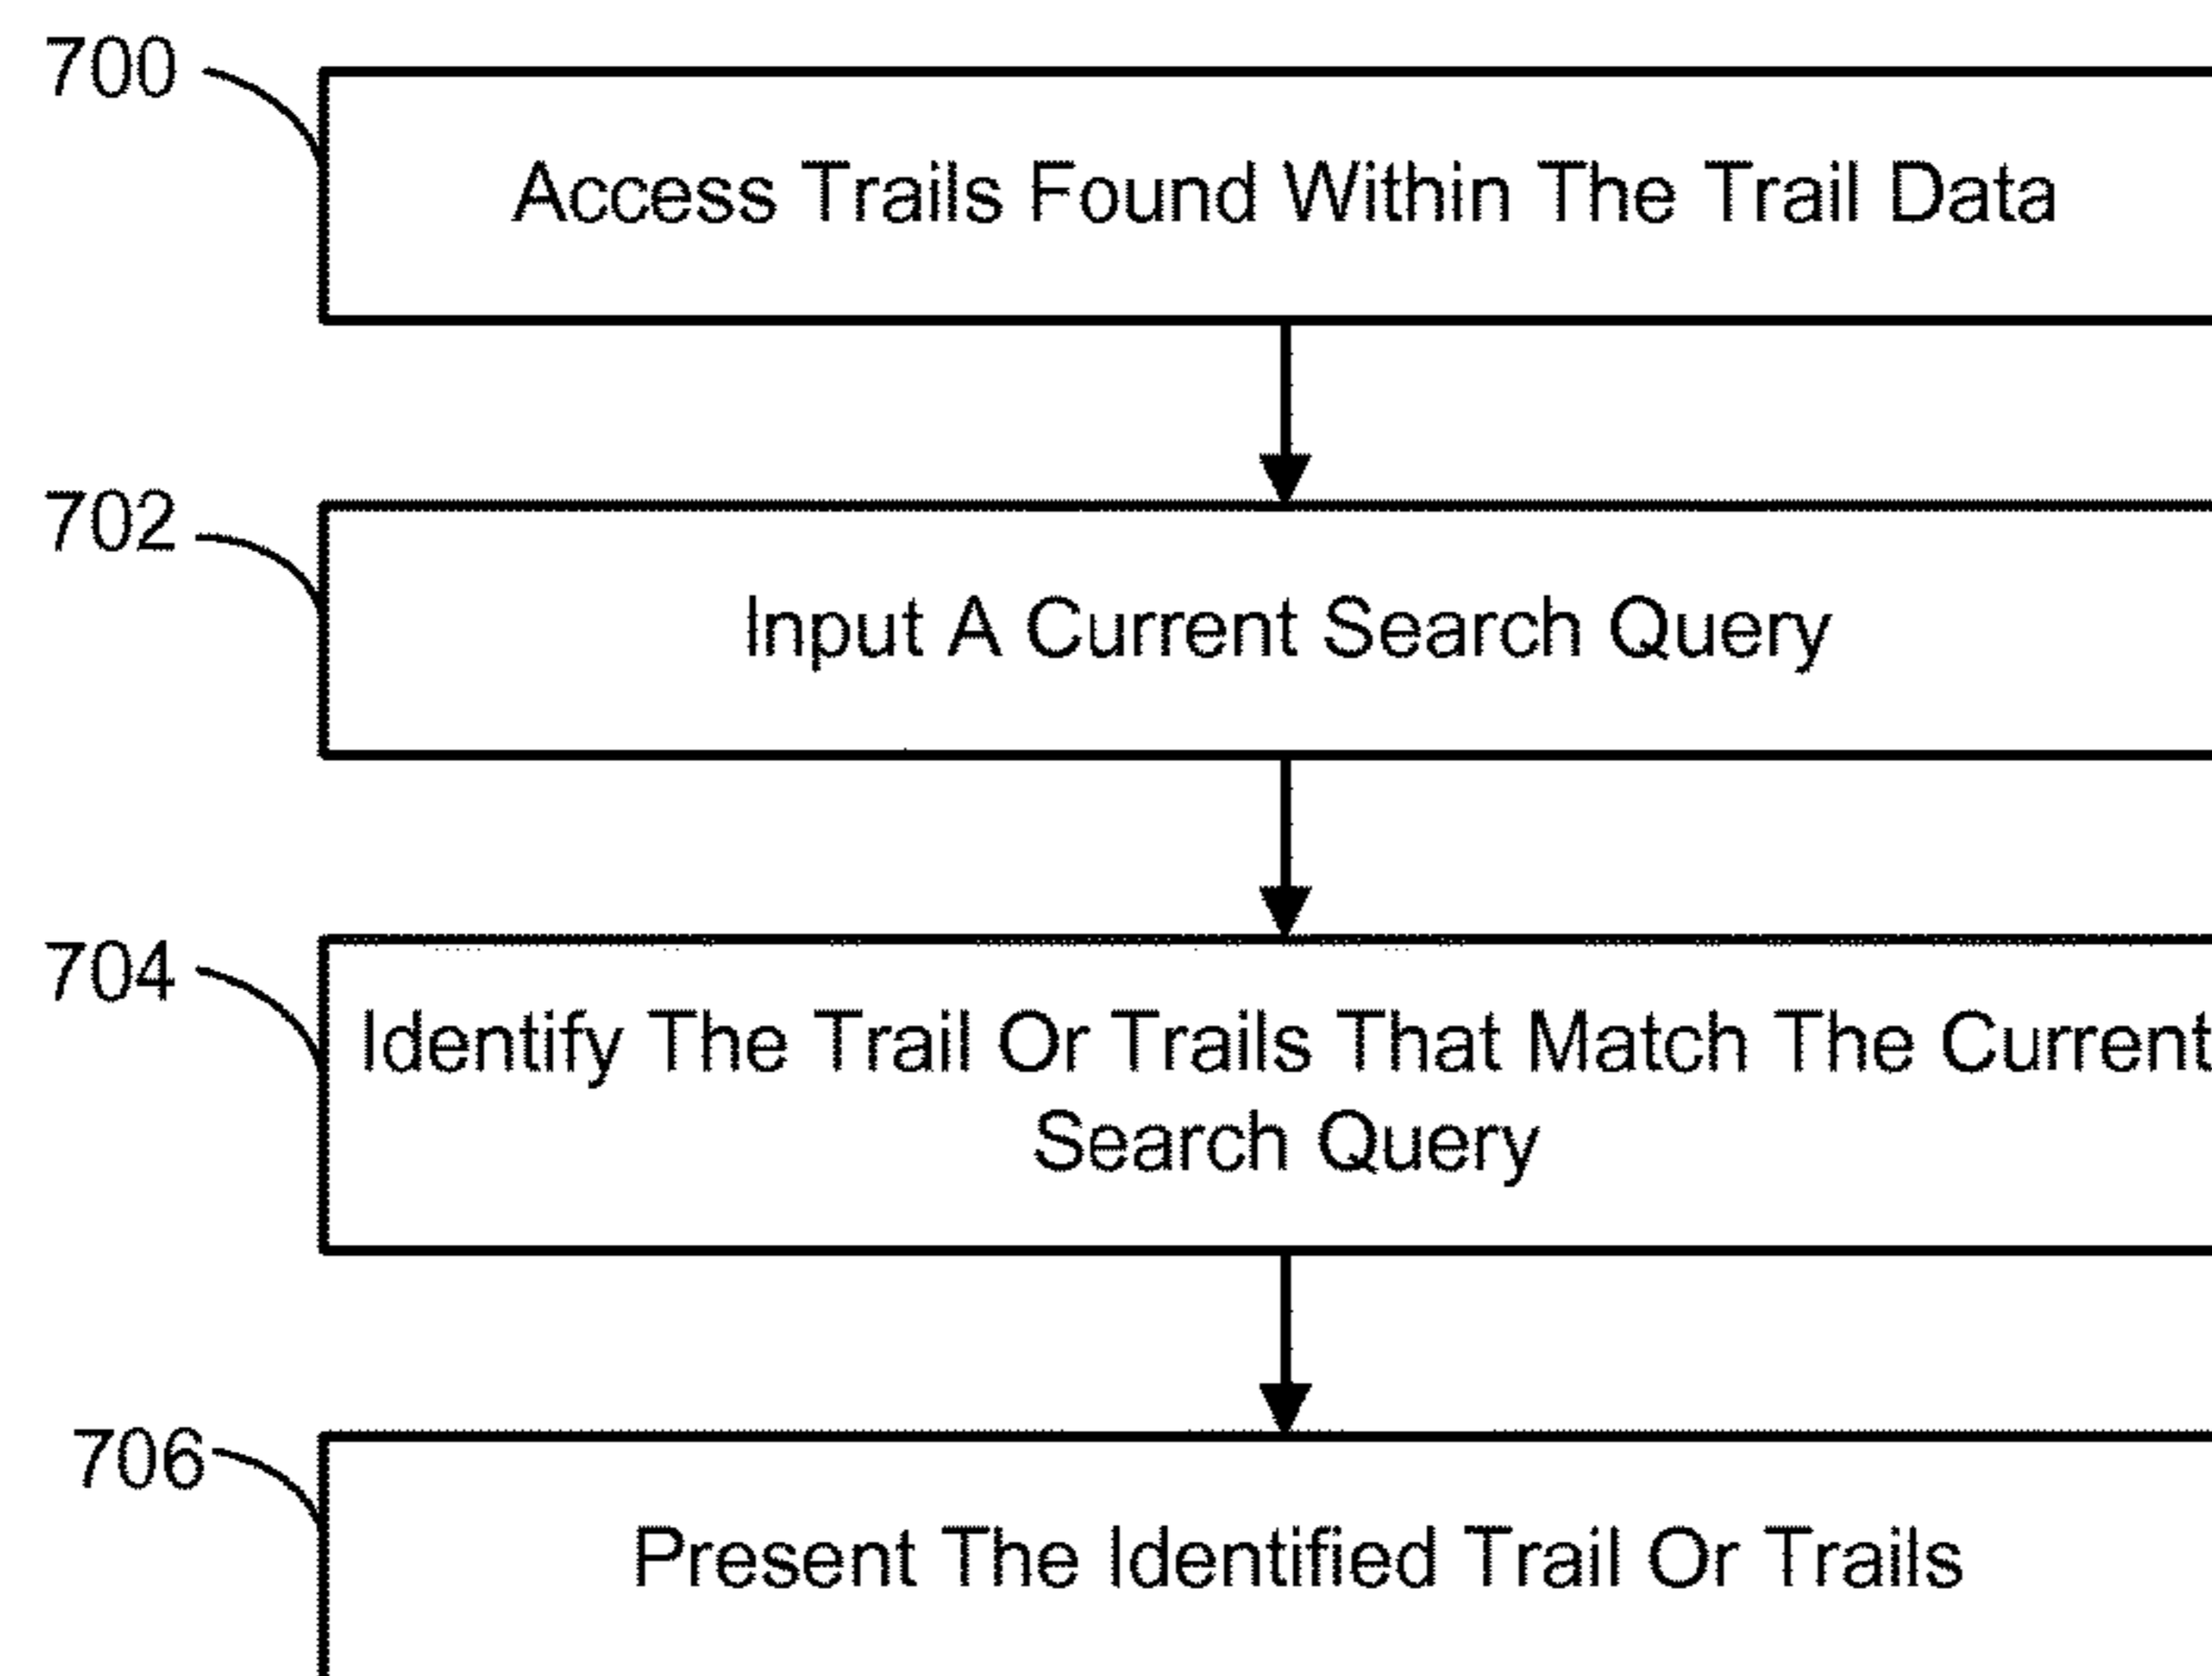 700
Access Trails Found Within The Trail Data
702
Input A Current Search Query
704
Identify The Trail Or Trails That Match The Current
Search Query
706
Present The Identified Trail Or Trails